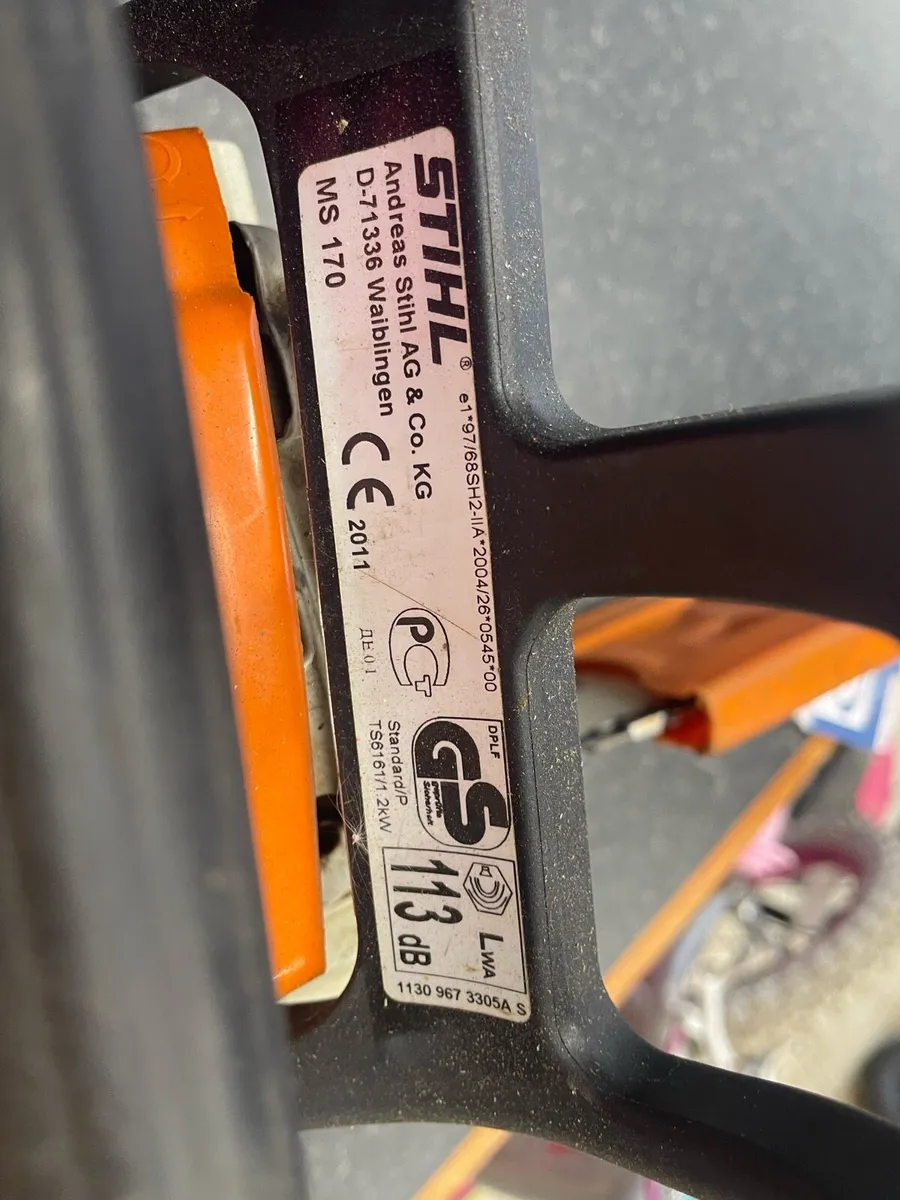 STIHL®
e1*97/68SH2-IIA*2004/26*0545*00
Andreas Stihl AG & Co. KG
D-71336 Waiblingen
MS 170
CE 2011
PCT
ДЕ01
DPLF
GS
geprüfte
Sicherheit
Standard/P
TS6161/1.2kW
LWA
113 dB
1130 967 3305A S